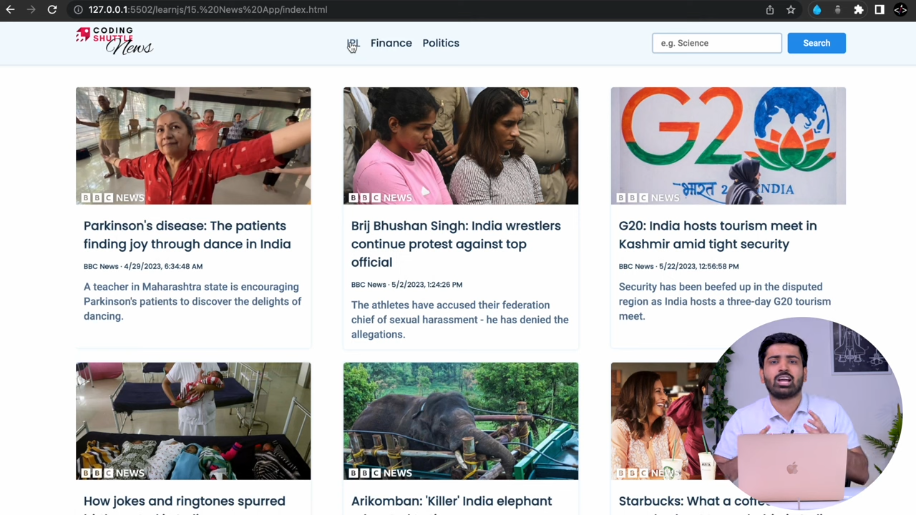 127.0.0.1:5502/learnjs/15.%20News%20App/index.html
CODING
SHUTTLE
News
IPL Finance Politics
e.g. Science
Search
BBC NEWS
BBC NEWS
G20
भारत 2023 INDIA
BBC NEWS
Parkinson's disease: The patients
finding joy through dance in India
BBC News · 4/29/2023, 6:34:48 AM
A teacher in Maharashtra state is encouraging
Parkinson's patients to discover the delights of
dancing.
Brij Bhushan Singh: India wrestlers
continue protest against top
official
BBC News · 5/2/2023, 1:24:26 PM
The athletes have accused their federation
chief of sexual harassment - he has denied the
allegations.
G20: India hosts tourism meet in
Kashmir amid tight security
BBC News · 5/22/2023, 12:56:58 PM
Security has been beefed up in the disputed
region as India hosts a three-day G20 tourism
meet.
BBC NEWS
BBC NEWS
BBC NEWS
How jokes and ringtones spurred
Arikomban: 'Killer' India elephant
Starbucks: What a